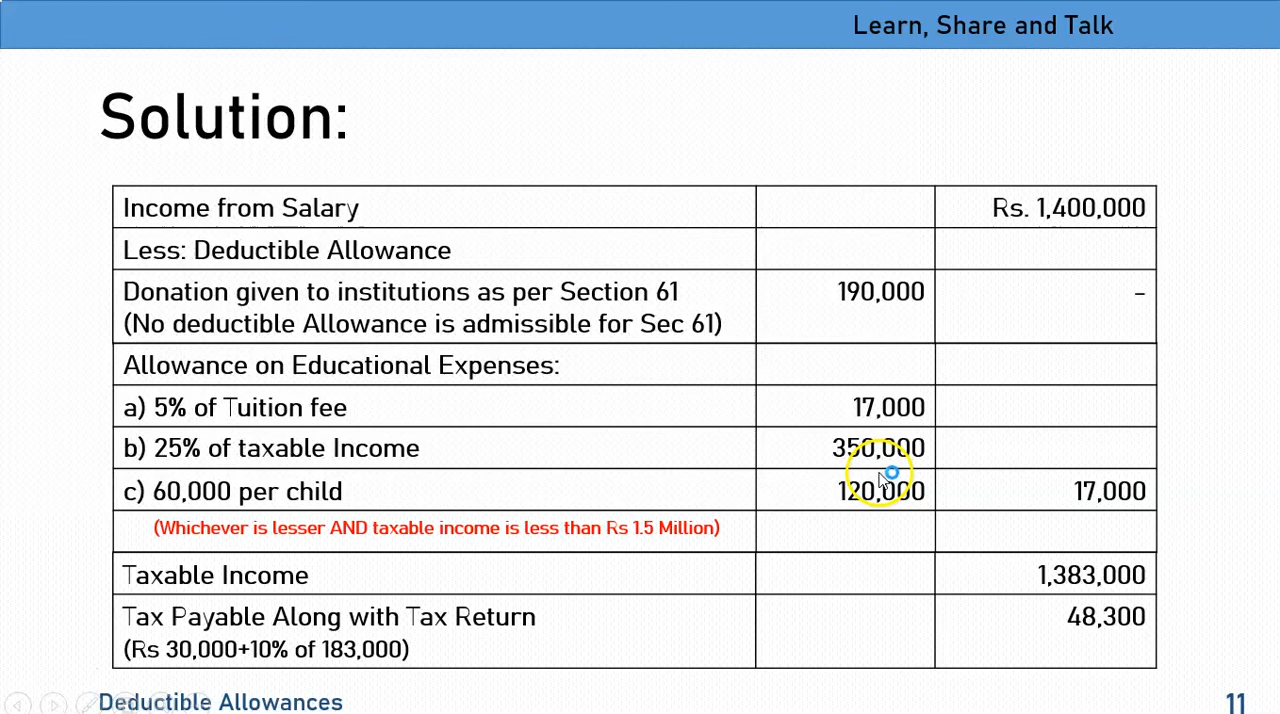 Learn, Share and Talk
Solution:
Income from Salary Rs. 1,400,000
Less: Deductible Allowance
Donation given to institutions as per Section 61 190,000 -
(No deductible Allowance is admissible for Sec 61)
Allowance on Educational Expenses:
a) 5% of Tuition fee 17,000
b) 25% of taxable Income 350,000
c) 60,000 per child 120,000 17,000
(Whichever is lesser AND taxable income is less than Rs 1.5 Million)
Taxable Income 1,383,000
Tax Payable Along with Tax Return 48,300
(Rs 30,000+10% of 183,000)
Deductible Allowances 11